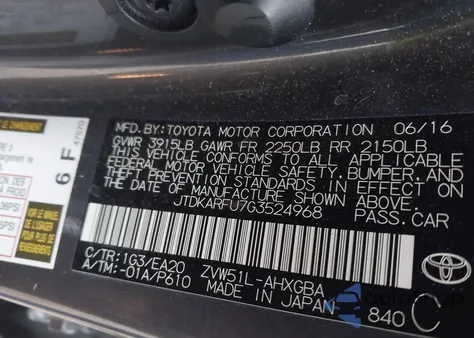 MFD.BY:TOYOTA MOTOR CORPORATION 06/16
GVWR 3915LB GAWR FR 2250LB RR 2150LB
THIS VEHICLE CONFORMS TO ALL APPLICABLE
FEDERAL MOTOR VEHICLE SAFETY,BUMPER,AND
THEFT PREVENTION STANDARDS IN EFFECT ON
THE DATE OF MANUFACTURE SHOWN ABOVE.
JTDKARFU7G3524968 PASS.CAR
C/TR:1G3/EA20 ZVW51L-AHXGBA
A/TM:-01A/P610 MADE IN JAPAN 840 C
TOYOTA
6 F
47570